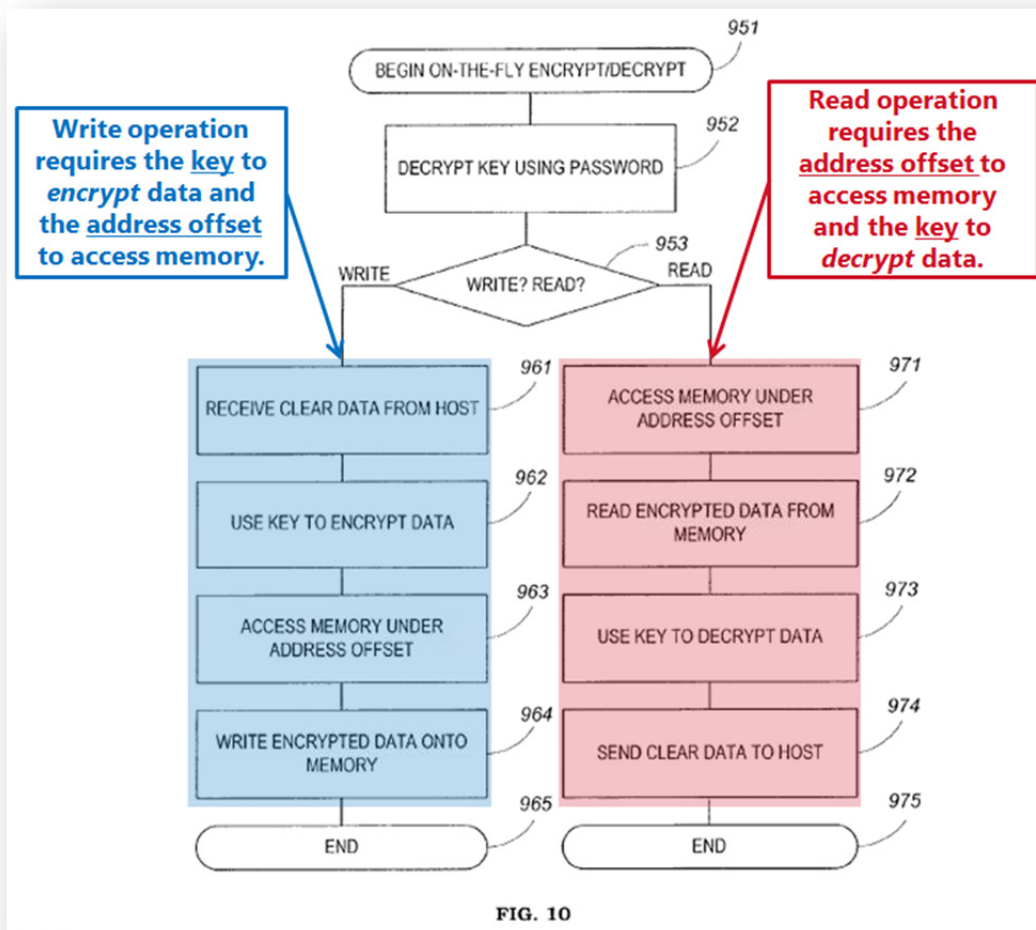 951
BEGIN ON-THE-FLY ENCRYPT/DECRYPT
Write operation
requires the key to
encrypt data and
the address offset
to access memory.
952
DECRYPT KEY USING PASSWORD
Read operation
requires the
address offset to
access memory
and the key to
decrypt data.
953
WRITE
WRITE? READ?
READ
961
RECEIVE CLEAR DATA FROM HOST
962
USE KEY TO ENCRYPT DATA
963
ACCESS MEMORY UNDER
ADDRESS OFFSET
964
WRITE ENCRYPTED DATA ONTO
MEMORY
965
END
971
ACCESS MEMORY UNDER
ADDRESS OFFSET
972
READ ENCRYPTED DATA FROM
MEMORY
973
USE KEY TO DECRYPT DATA
974
SEND CLEAR DATA TO HOST
975
END
FIG. 10